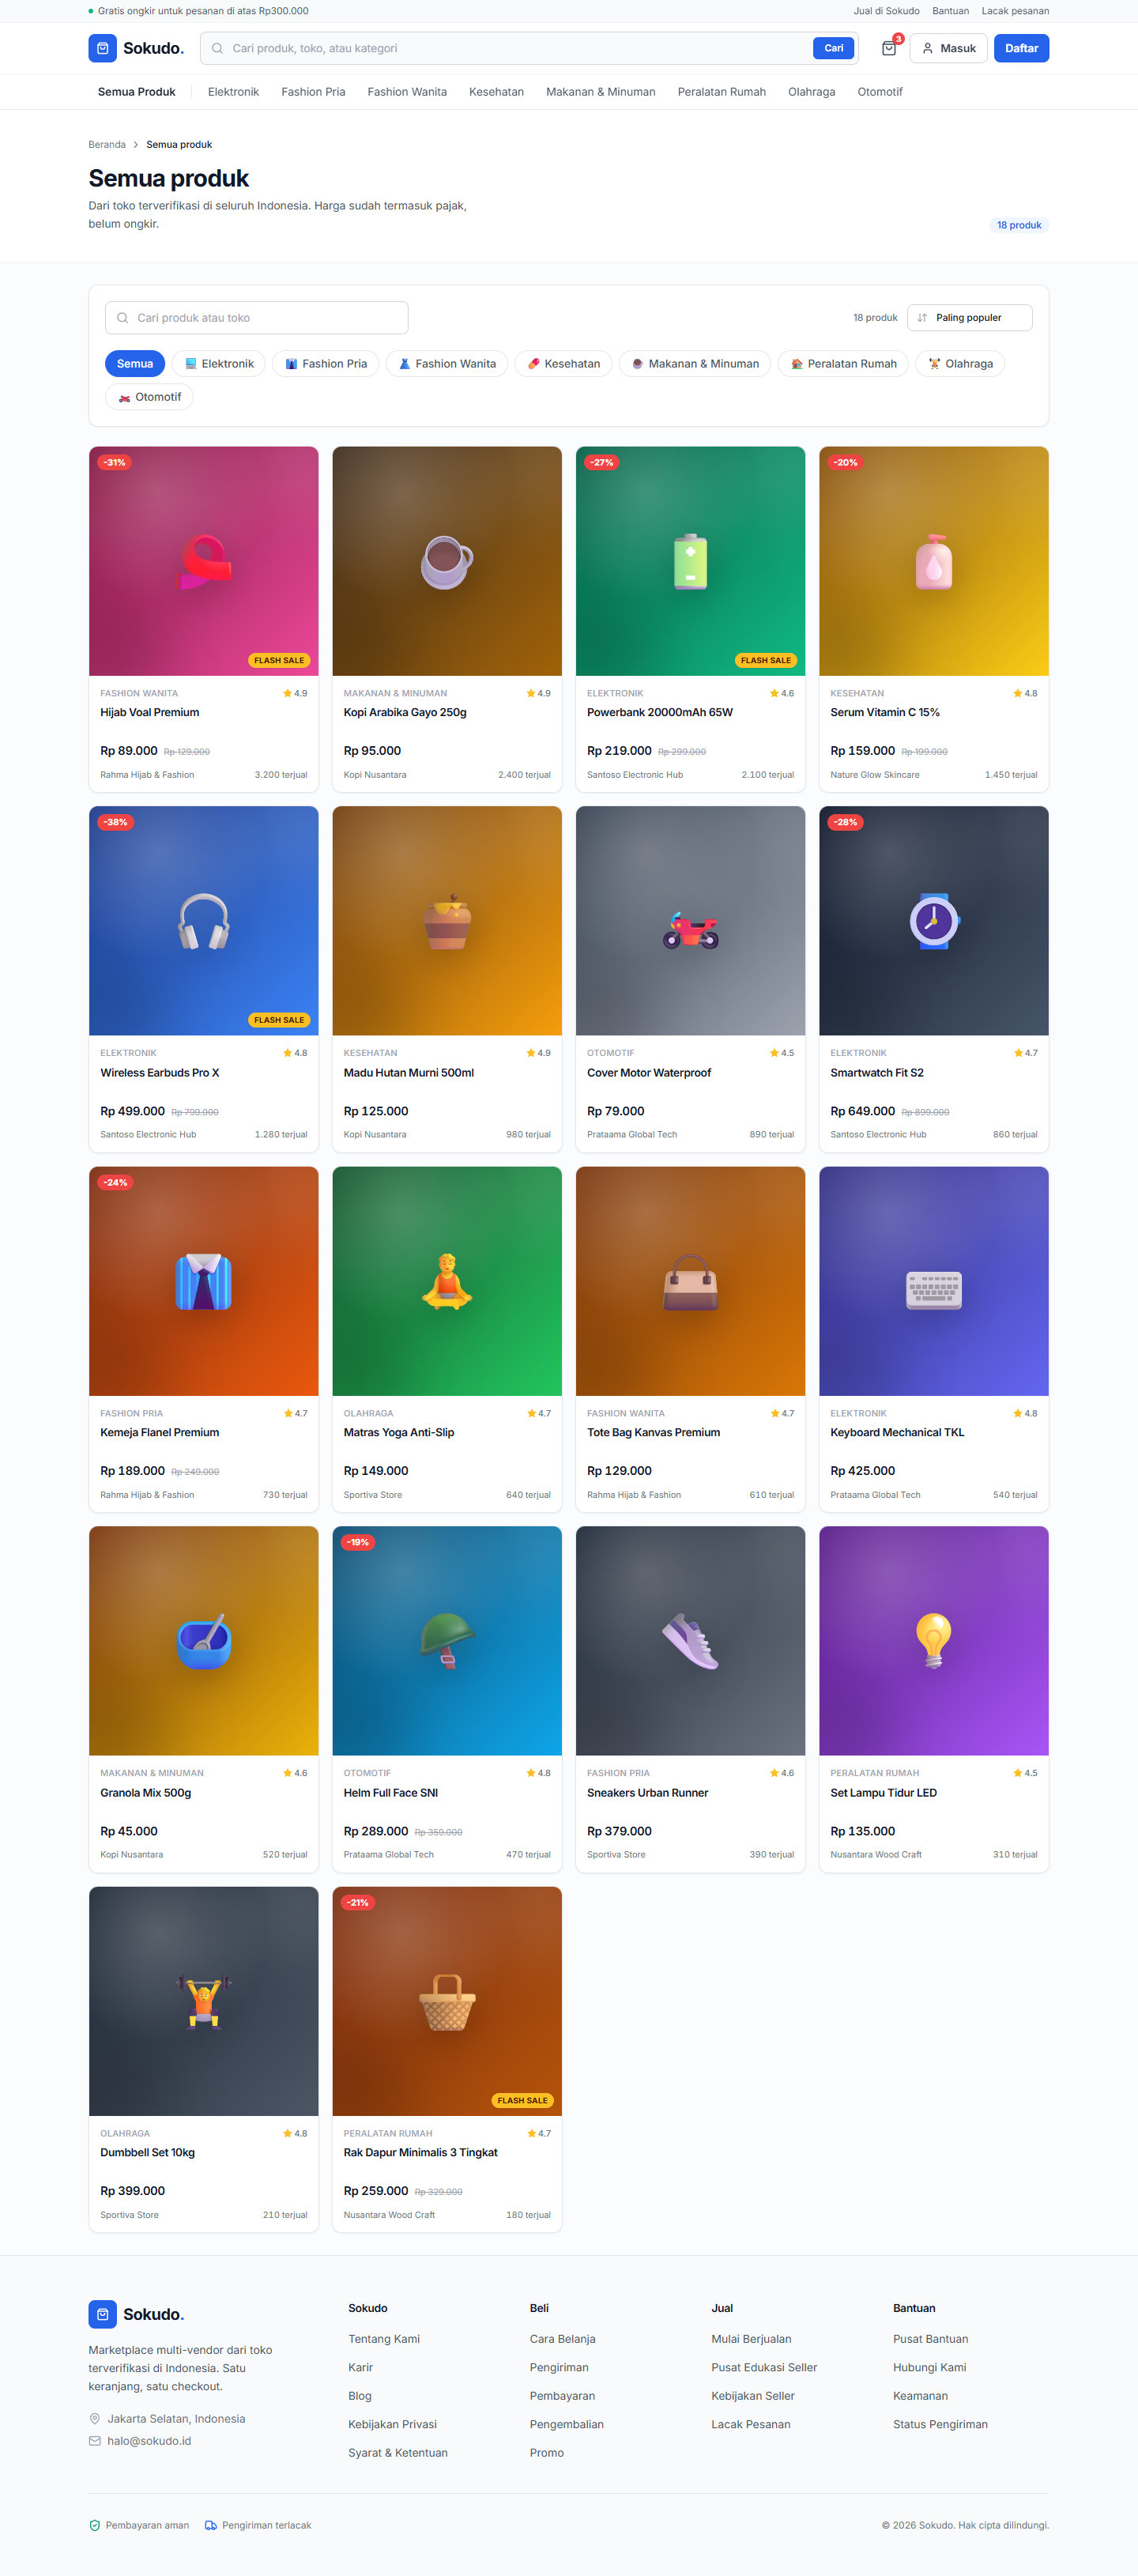 Gratis ongkir untuk pesanan di atas Rp300.000
Jual di Sokudo Bantuan Lacak pesanan
Sokudo.
Cari produk, toko, atau kategori
Cari
3
Masuk
Daftar
Semua Produk Elektronik Fashion Pria Fashion Wanita Kesehatan Makanan & Minuman Peralatan Rumah Olahraga Otomotif
Beranda > Semua produk
Semua produk
Dari toko terverifikasi di seluruh Indonesia. Harga sudah termasuk pajak,
belum ongkir.
18 produk
Cari produk atau toko
18 produk
Paling populer
Semua Elektronik Fashion Pria Fashion Wanita Kesehatan Makanan & Minuman Peralatan Rumah Olahraga
Otomotif
-31%
FLASH SALE
FASHION WANITA 4.9
Hijab Voal Premium
Rp 89.000 Rp 129.000
Rahma Hijab & Fashion 3.200 terjual
MAKANAN & MINUMAN 4.9
Kopi Arabika Gayo 250g
Rp 95.000
Kopi Nusantara 2.400 terjual
-27%
FLASH SALE
ELEKTRONIK 4.6
Powerbank 20000mAh 65W
Rp 219.000 Rp 299.000
Santoso Electronic Hub 2.100 terjual
-20%
KESEHATAN 4.8
Serum Vitamin C 15%
Rp 159.000 Rp 199.000
Nature Glow Skincare 1.450 terjual
-38%
FLASH SALE
ELEKTRONIK 4.8
Wireless Earbuds Pro X
Rp 499.000 Rp 799.000
Santoso Electronic Hub 1.280 terjual
KESEHATAN 4.9
Madu Hutan Murni 500ml
Rp 125.000
Kopi Nusantara 980 terjual
OTOMOTIF 4.5
Cover Motor Waterproof
Rp 79.000
Prataama Global Tech 890 terjual
-28%
ELEKTRONIK 4.7
Smartwatch Fit S2
Rp 649.000 Rp 899.000
Santoso Electronic Hub 860 terjual
-24%
FASHION PRIA 4.7
Kemeja Flanel Premium
Rp 189.000 Rp 249.000
Rahma Hijab & Fashion 730 terjual
OLAHRAGA 4.7
Matras Yoga Anti-Slip
Rp 149.000
Sportiva Store 640 terjual
FASHION WANITA 4.7
Tote Bag Kanvas Premium
Rp 129.000
Rahma Hijab & Fashion 610 terjual
ELEKTRONIK 4.8
Keyboard Mechanical TKL
Rp 425.000
Prataama Global Tech 540 terjual
MAKANAN & MINUMAN 4.6
Granola Mix 500g
Rp 45.000
Kopi Nusantara 520 terjual
-19%
OTOMOTIF 4.8
Helm Full Face SNI
Rp 289.000 Rp 359.000
Prataama Global Tech 470 terjual
FASHION PRIA 4.6
Sneakers Urban Runner
Rp 379.000
Sportiva Store 390 terjual
PERALATAN RUMAH 4.5
Set Lampu Tidur LED
Rp 135.000
Nusantara Wood Craft 310 terjual
OLAHRAGA 4.8
Dumbbell Set 10kg
Rp 399.000
Sportiva Store 210 terjual
-21%
FLASH SALE
PERALATAN RUMAH 4.7
Rak Dapur Minimalis 3 Tingkat
Rp 259.000 Rp 329.000
Nusantara Wood Craft 180 terjual
Sokudo.
Marketplace multi-vendor dari toko
terverifikasi di Indonesia. Satu
keranjang, satu checkout.
Jakarta Selatan, Indonesia
halo@sokudo.id
Sokudo
Tentang Kami
Karir
Blog
Kebijakan Privasi
Syarat & Ketentuan
Beli
Cara Belanja
Pengiriman
Pembayaran
Pengembalian
Promo
Jual
Mulai Berjualan
Pusat Edukasi Seller
Kebijakan Seller
Lacak Pesanan
Bantuan
Pusat Bantuan
Hubungi Kami
Keamanan
Status Pengiriman
Pembayaran aman Pengiriman terlacak
© 2026 Sokudo. Hak cipta dilindungi.